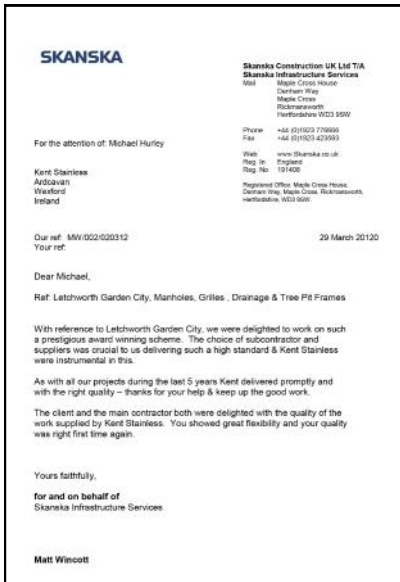 SKANSKA
Skanska Construction UK Ltd T/A
Skanska Infrastructure Services
Mail Maple Cross House
Denham Way
Maple Cross
Rickmansworth
Hertfordshire WD3 9SW
Phone +44 (0)1923 776666
Fax +44 (0)1923 423593
Web www.Skanska.co.uk
Reg. In England
Reg. No 191408
Registered Office: Maple Cross House,
Denham Way, Maple Cross, Rickmansworth,
Hertfordshire, WD3 9SW.
For the attention of: Michael Hurley
Kent Stainless
Ardcavan
Wexford
Ireland
Our ref: MW/002/020312
29 March 20120
Your ref:
Dear Michael,
Ref: Letchworth Garden City, Manholes, Grilles , Drainage & Tree Pit Frames
With reference to Letchworth Garden City, we were delighted to work on such
a prestigious award winning scheme. The choice of subcontractor and
suppliers was crucial to us delivering such a high standard & Kent Stainless
were instrumental in this.
As with all our projects during the last 5 years Kent delivered promptly and
with the right quality – thanks for your help & keep up the good work.
The client and the main contractor both were delighted with the quality of the
work supplied by Kent Stainless. You showed great flexibility and your quality
was right first time again.
Yours faithfully,
for and on behalf of
Skanska Infrastructure Services
Matt Wincott